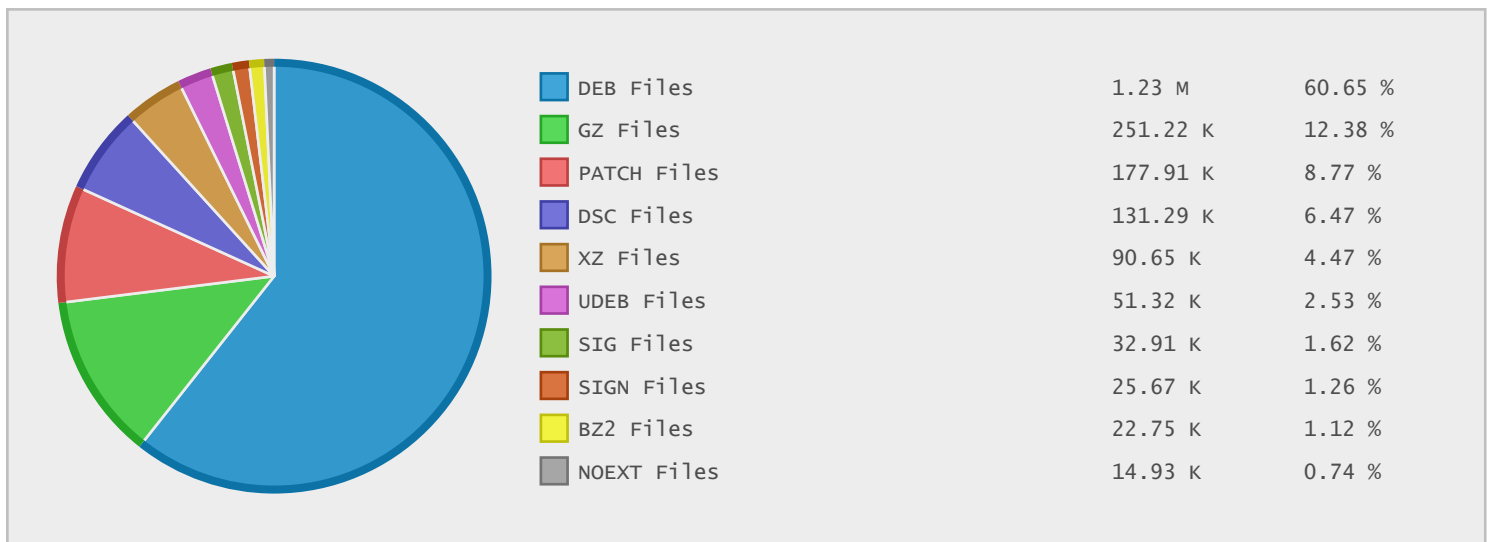 DEB Files 1.23 M 60.65 %
GZ Files 251.22 K 12.38 %
PATCH Files 177.91 K 8.77 %
DSC Files 131.29 K 6.47 %
XZ Files 90.65 K 4.47 %
UDEB Files 51.32 K 2.53 %
SIG Files 32.91 K 1.62 %
SIGN Files 25.67 K 1.26 %
BZ2 Files 22.75 K 1.12 %
NOEXT Files 14.93 K 0.74 %